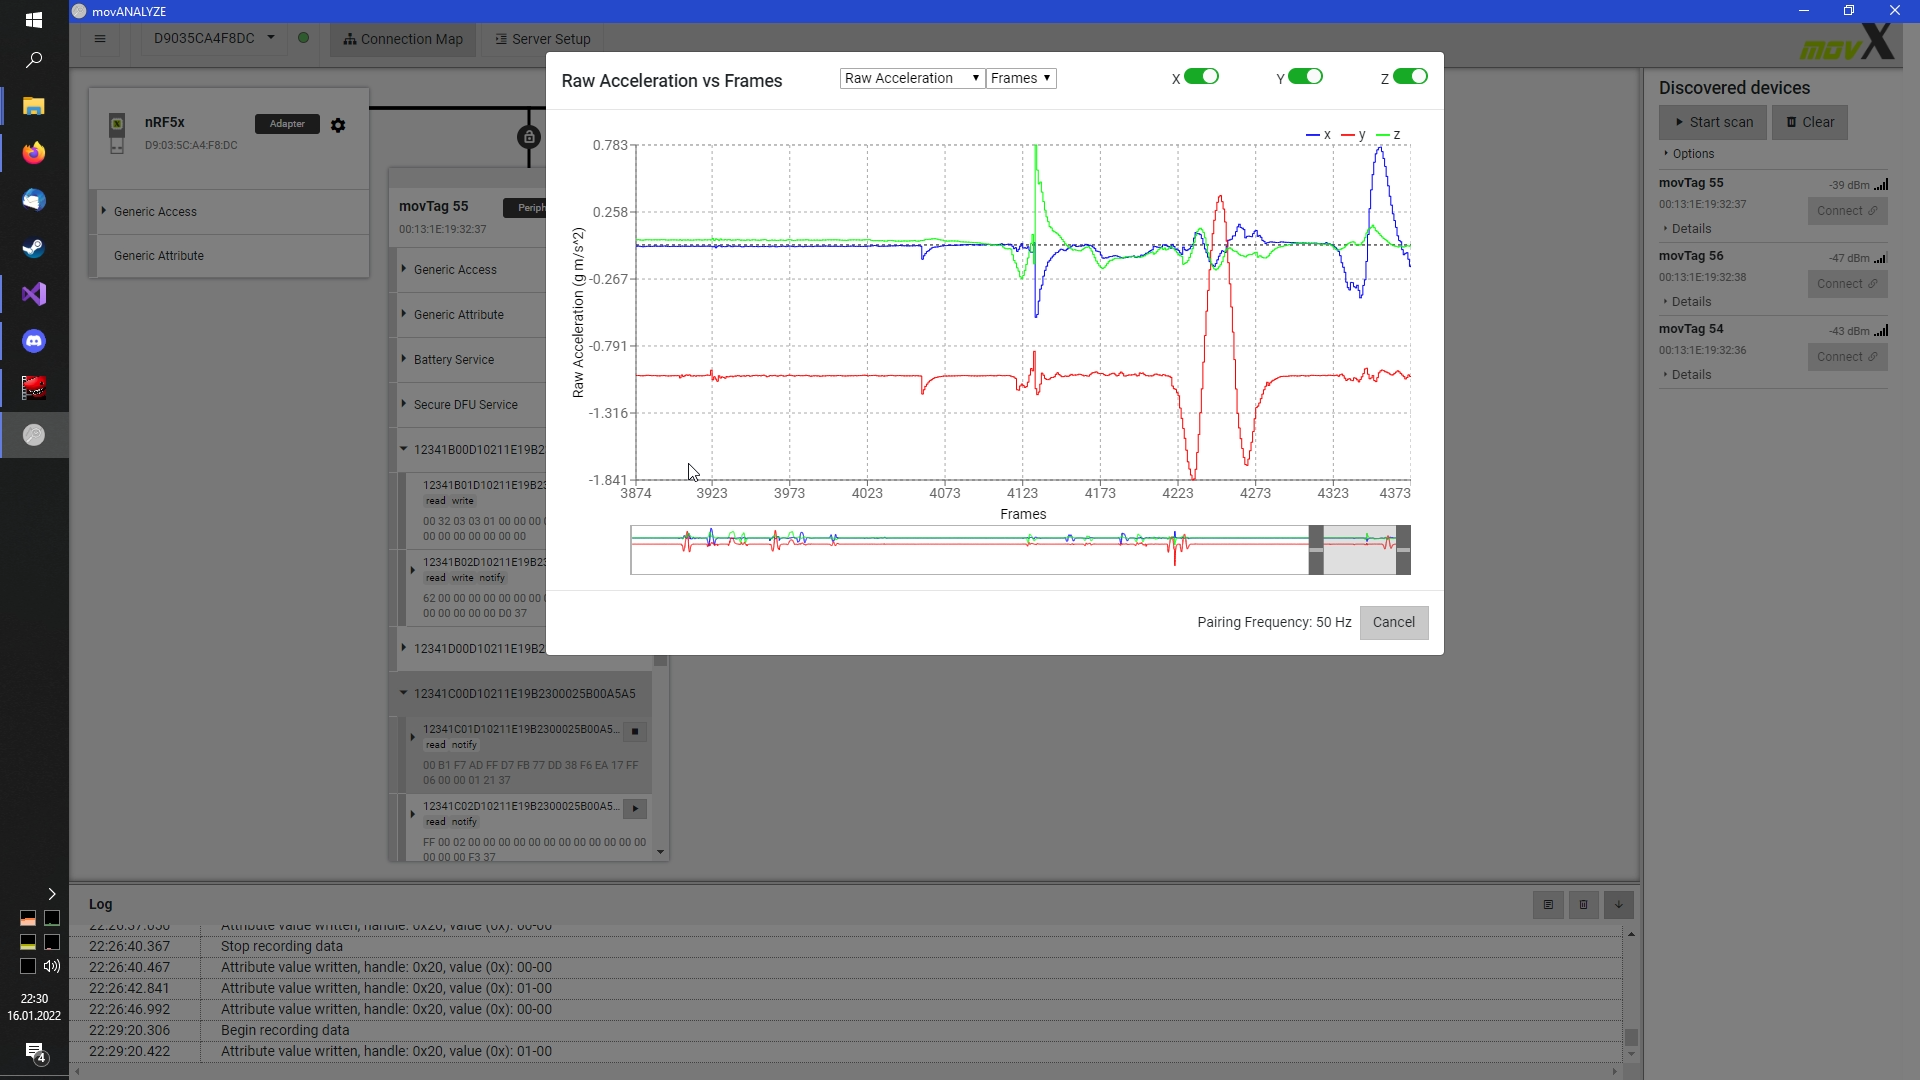 movANALYZE
D9035CA4F8DC
Connection Map
Server Setup
movX
nRF5x
Adapter
D9:03:5C:A4:F8:DC
Generic Access
Generic Attribute
movTag 55
Periph
00:13:1E:19:32:37
Generic Access
Generic Attribute
Battery Service
Secure DFU Service
12341B00D10211E19B2
12341B01D10211E19B23
read write
00 32 03 03 01 00 00 00
00 00 00 00 00 00 00
12341B02D10211E19B23
read write notify
62 00 00 00 00 00 00 00
00 00 00 00 00 D0 37
12341D00D10211E19B2
12341C00D10211E19B2300025B00A5A5
12341C01D10211E19B2300025B00A5...
read notify
00 B1 F7 AD FF D7 FB 77 DD 38 F6 EA 17 FF
06 00 00 01 21 37
12341C02D10211E19B2300025B00A5...
read notify
FF 00 02 00 00 00 00 00 00 00 00 00 00 00 00
00 00 00 F3 37
Raw Acceleration vs Frames
Raw Acceleration
Frames
X
Y
Z
x y z
Raw Acceleration (g m/s^2)
0.783
0.258
-0.267
-0.791
-1.316
-1.841
3874 3923 3973 4023 4073 4123 4173 4223 4273 4323 4373
Frames
Pairing Frequency: 50 Hz
Cancel
Discovered devices
Start scan
Clear
Options
movTag 55
-39 dBm
00:13:1E:19:32:37
Connect
Details
movTag 56
-47 dBm
00:13:1E:19:32:38
Connect
Details
movTag 54
-43 dBm
00:13:1E:19:32:36
Connect
Details
Log
22:26:37.056 Attribute value written, handle: 0x20, value (0x): 00-00
22:26:40.367 Stop recording data
22:26:40.467 Attribute value written, handle: 0x20, value (0x): 00-00
22:26:42.841 Attribute value written, handle: 0x20, value (0x): 01-00
22:26:46.992 Attribute value written, handle: 0x20, value (0x): 00-00
22:29:20.306 Begin recording data
22:29:20.422 Attribute value written, handle: 0x20, value (0x): 01-00
22:30
16.01.2022
4